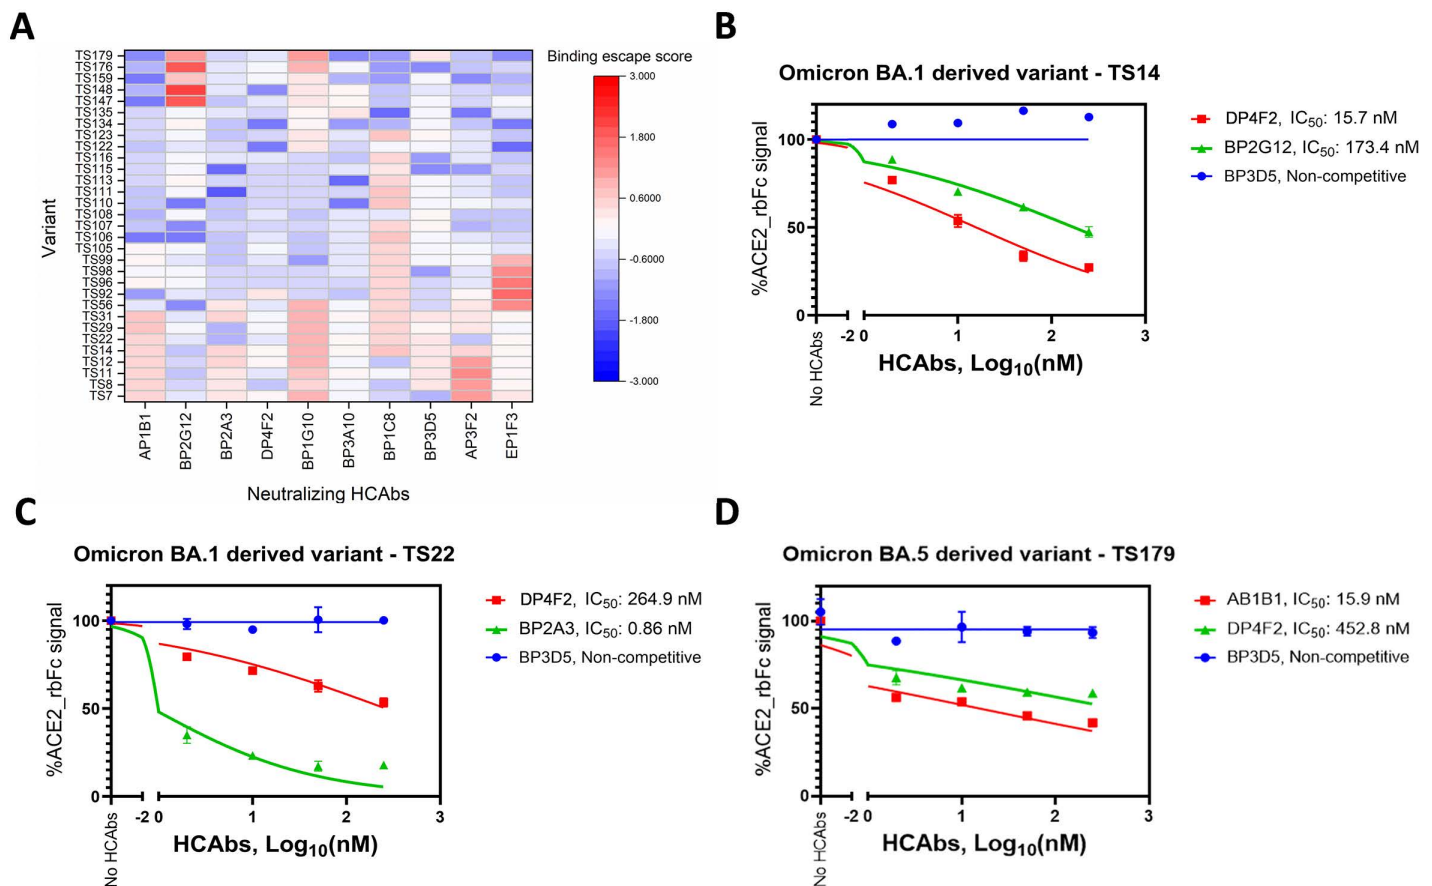 A
TS179
TS176
TS159
TS148
TS147
TS135
TS134
TS123
TS122
TS116
TS115
TS113
TS111
TS110
TS108
TS107
TS106
TS105
TS99
TS98
TS96
TS92
TS56
TS31
TS29
TS22
TS14
TS12
TS11
TS8
TS7
Variant
AP1B1
BP2G12
BP2A3
DP4F2
BP1G10
BP3A10
BP1C8
BP3D5
AP3F2
EP1F3
Neutralizing HCAbs
Binding escape score
3.000
1.800
0.6000
-0.6000
-1.800
-3.000
B
Omicron BA.1 derived variant - TS14
%ACE2_rbFc signal
100
50
0
No HCAbs
-2 0 1 2 3
HCAbs, Log10(nM)
DP4F2, IC50: 15.7 nM
BP2G12, IC50: 173.4 nM
BP3D5, Non-competitive
C
Omicron BA.1 derived variant - TS22
%ACE2_rbFc signal
100
50
0
No HCAbs
-2 0 1 2 3
HCAbs, Log10(nM)
DP4F2, IC50: 264.9 nM
BP2A3, IC50: 0.86 nM
BP3D5, Non-competitive
D
Omicron BA.5 derived variant - TS179
%ACE2_rbFc signal
100
50
0
No HCAbs
-2 0 1 2 3
HCAbs, Log10(nM)
AB1B1, IC50: 15.9 nM
DP4F2, IC50: 452.8 nM
BP3D5, Non-competitive